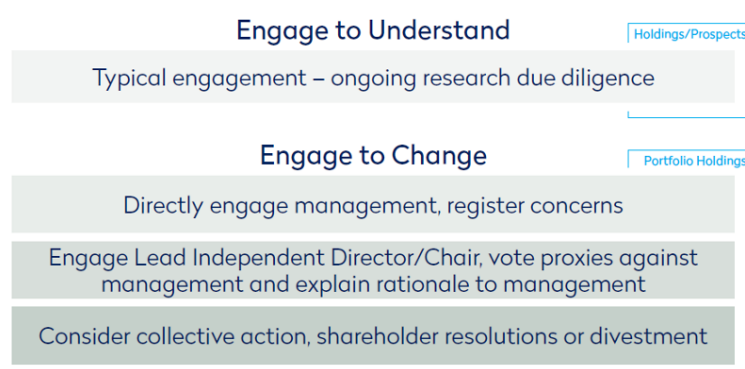 Engage to Understand
Holdings/Prospects
Typical engagement – ongoing research due diligence
Engage to Change
Portfolio Holdings
Directly engage management, register concerns
Engage Lead Independent Director/Chair, vote proxies against
management and explain rationale to management
Consider collective action, shareholder resolutions or divestment